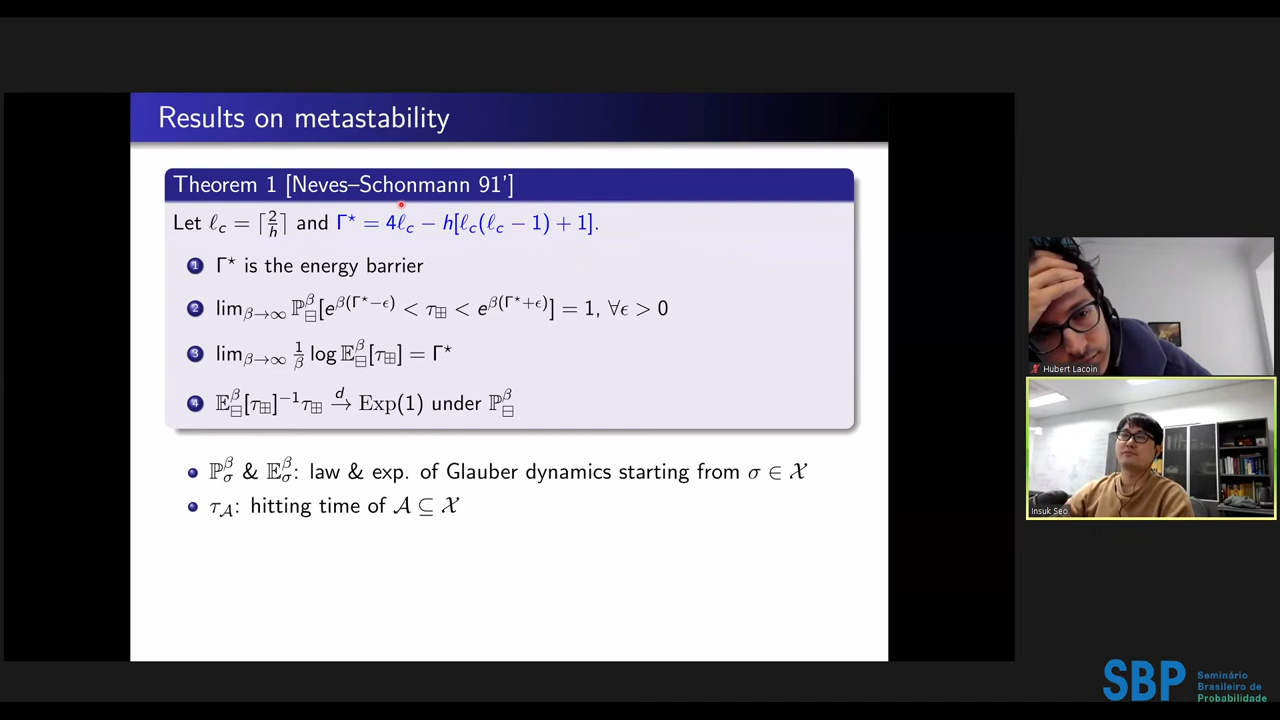 Results on metastability
Theorem 1 [Neves–Schonmann 91']
Let ℓ_c = ⌈2/h⌉ and Γ⋆ = 4ℓ_c − h[ℓ_c(ℓ_c − 1) + 1].
1 Γ⋆ is the energy barrier
2 lim_{β→∞} ℙ^β_⊟[e^{β(Γ⋆−ϵ)} < τ_⊞ < e^{β(Γ⋆+ϵ)}] = 1, ∀ϵ > 0
3 lim_{β→∞} 1/β log 𝔼^β_⊟[τ_⊞] = Γ⋆
4 𝔼^β_⊟[τ_⊞]^{−1}τ_⊞ →^d Exp(1) under ℙ^β_⊟
• ℙ^β_σ & 𝔼^β_σ: law & exp. of Glauber dynamics starting from σ ∈ 𝒳
• τ_𝒜: hitting time of 𝒜 ⊆ 𝒳
Hubert Lacoin
Insuk Seo
SBP
Seminário
Brasileiro de
Probabilidade